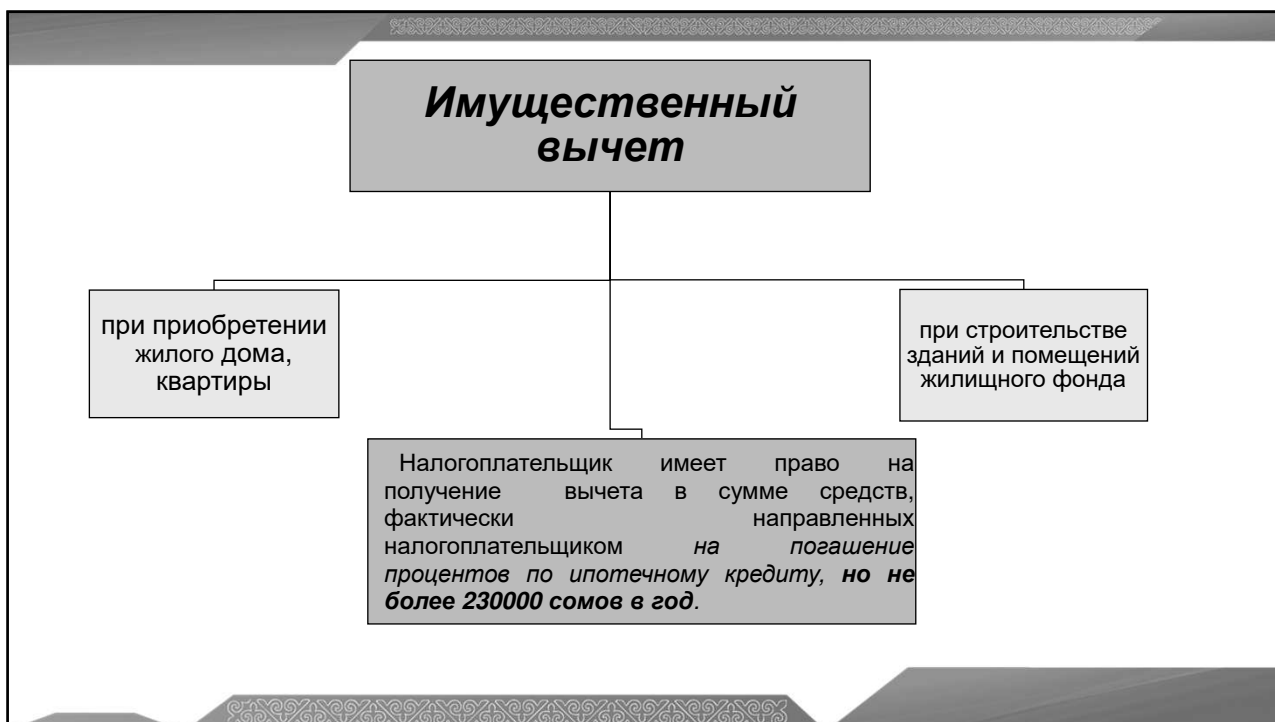 Имущественный
вычет
при приобретении
жилого дома,
квартиры
при строительстве
зданий и помещений
жилищного фонда
Налогоплательщик имеет право на
получение вычета в сумме средств,
фактически направленных
налогоплательщиком на погашение
процентов по ипотечному кредиту, но не
более 230000 сомов в год.